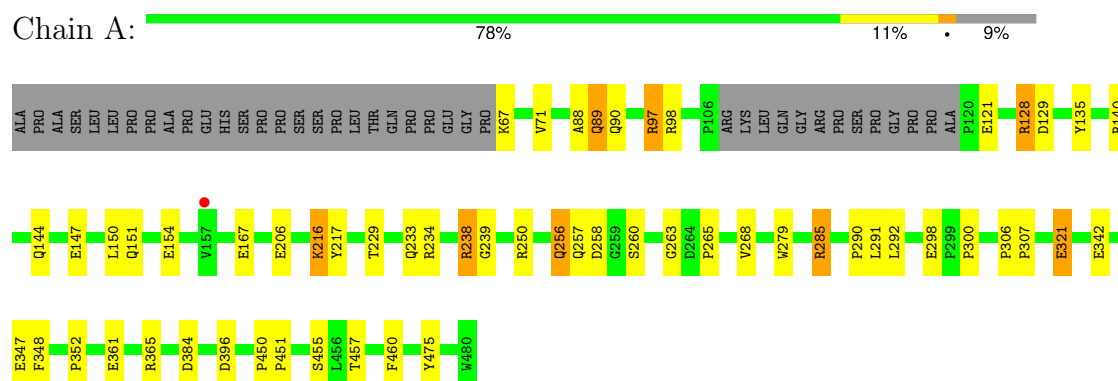 Chain A:
78% 11% • 9%
ALA PRO ALA SER LEU LEU PRO PRO ALA PRO GLU HIS SER PRO PRO SER SER PRO LEU THR GLN PRO PRO GLU GLY PRO K67 V71 A88 Q89 Q90 R97 R98 P106 ARG LYS LEU GLN GLY ARG PRO SER PRO GLY PRO PRO ALA P120 E121 R128 D129 Y135
Q144 E147 L150 Q151 E154 V157 E167 E206 K216 Y217 T229 Q233 R234 R238 G239 R250 Q256 Q257 D258 G259 S260 G263 D264 P265 V268 W279 R285 P290 L291 L292 E298 P299 P300 P306 P307 E321 E342
E347 F348 P352 E361 R365 D384 D396 P450 P451 S455 L456 T457 F460 Y475 W480